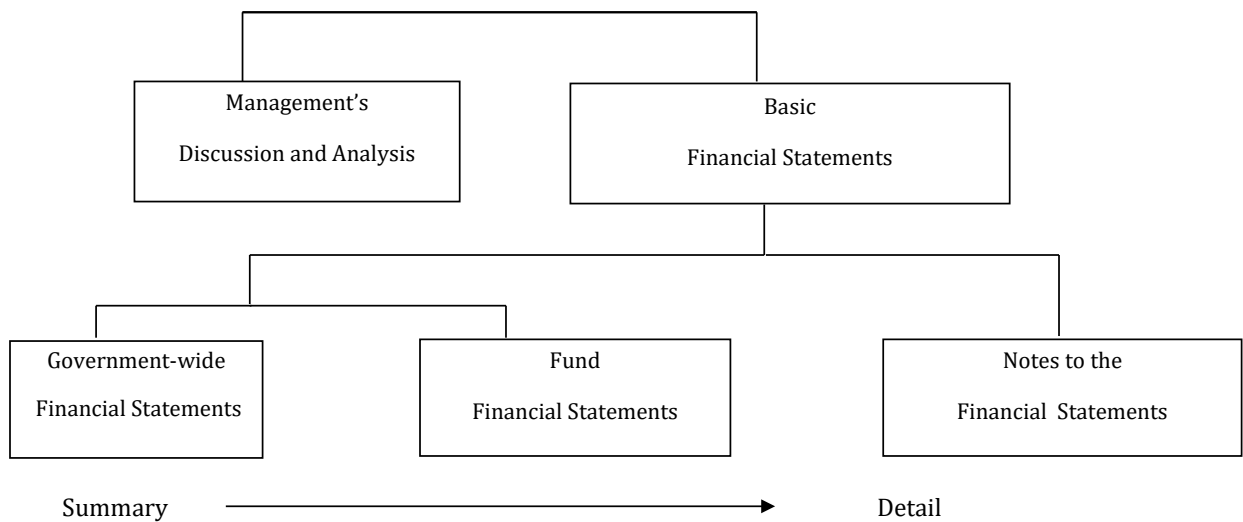 Management’s
Discussion and Analysis
Basic
Financial Statements
Government-wide
Financial Statements
Fund
Financial Statements
Notes to the
Financial Statements
Summary
Detail